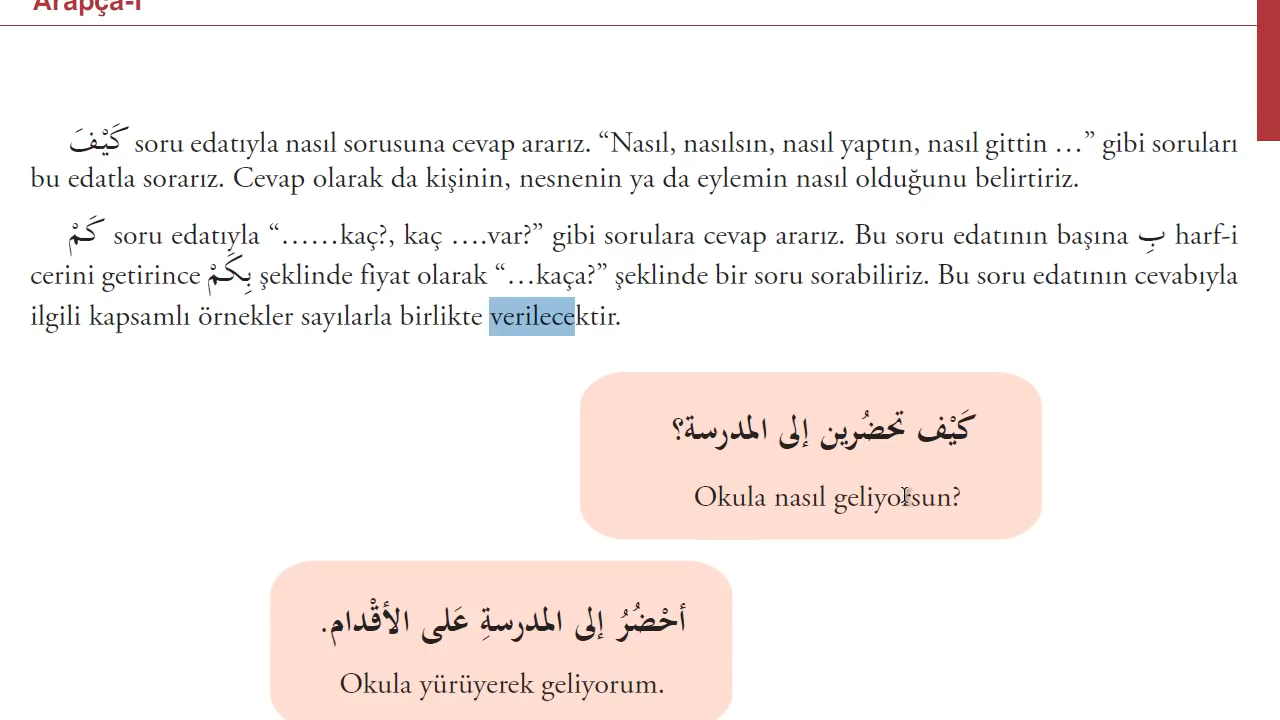 Arapça-I
كَيْفَ soru edatıyla nasıl sorusuna cevap ararız. “Nasıl, nasılsın, nasıl yaptın, nasıl gittin …” gibi soruları
bu edatla sorarız. Cevap olarak da kişinin, nesnenin ya da eylemin nasıl olduğunu belirtiriz.
كَمْ soru edatıyla “……kaç?, kaç ….var?” gibi sorulara cevap ararız. Bu soru edatının başına بِ harf-i
cerini getirince بِكَمْ şeklinde fiyat olarak “…kaça?” şeklinde bir soru sorabiliriz. Bu soru edatının cevabıyla
ilgili kapsamlı örnekler sayılarla birlikte verilecektir.
كَيْف تحضُرين إلى المدرسة؟
Okula nasıl geliyorsun?
أحْضُرُ إلى المدرسةِ عَلى الأقْدام.
Okula yürüyerek geliyorum.